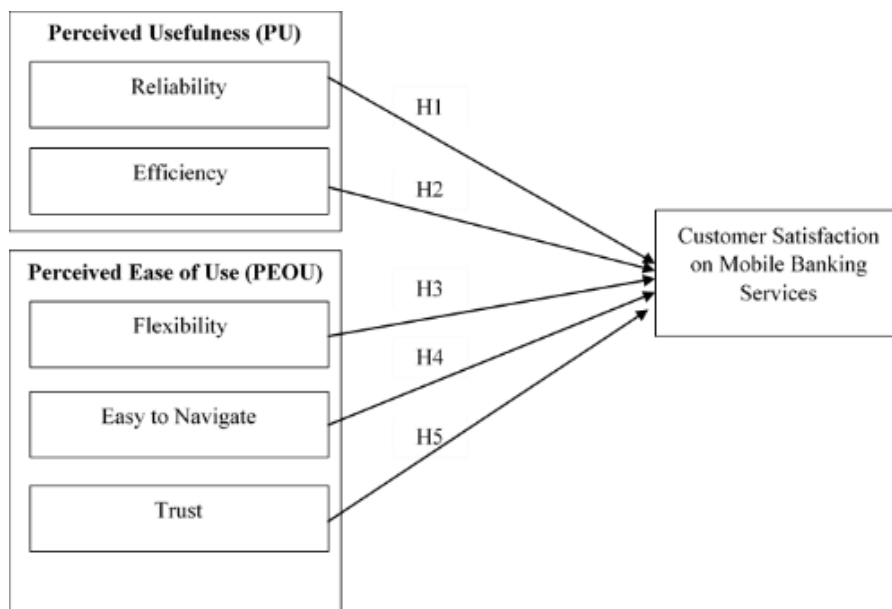 Perceived Usefulness (PU)
Reliability
H1
Efficiency
H2
Customer Satisfaction
on Mobile Banking
Services
Perceived Ease of Use (PEOU)
Flexibility
H3
H4
Easy to Navigate
H5
Trust